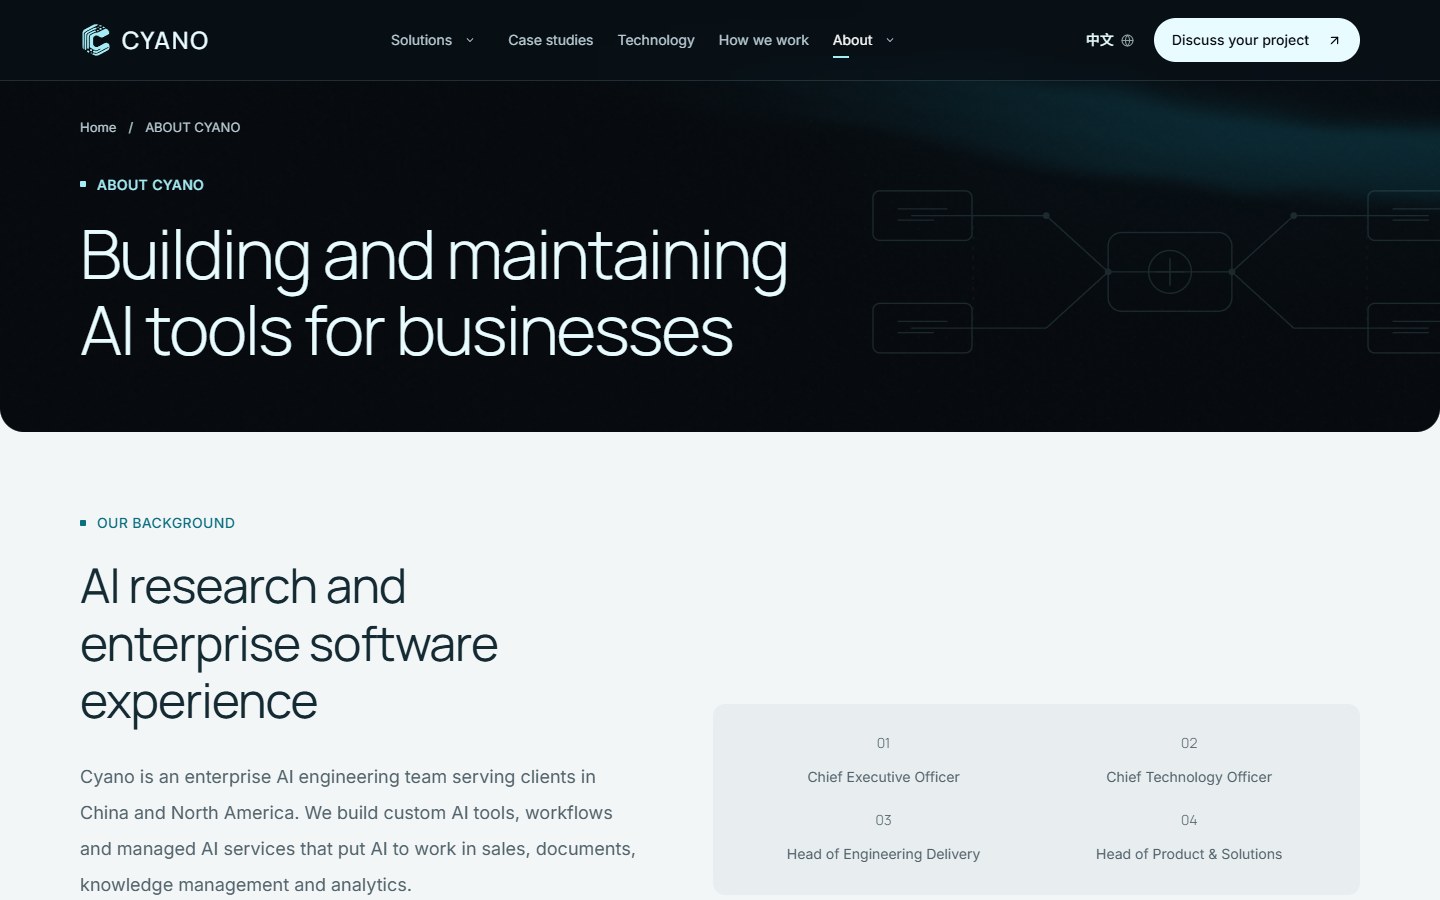 CYANO
Solutions
Case studies
Technology
How we work
About
中文
Discuss your project
Home / ABOUT CYANO
ABOUT CYANO
Building and maintaining
AI tools for businesses
OUR BACKGROUND
AI research and
enterprise software
experience
Cyano is an enterprise AI engineering team serving clients in
China and North America. We build custom AI tools, workflows
and managed AI services that put AI to work in sales, documents,
knowledge management and analytics.
01
Chief Executive Officer
02
Chief Technology Officer
03
Head of Engineering Delivery
04
Head of Product & Solutions